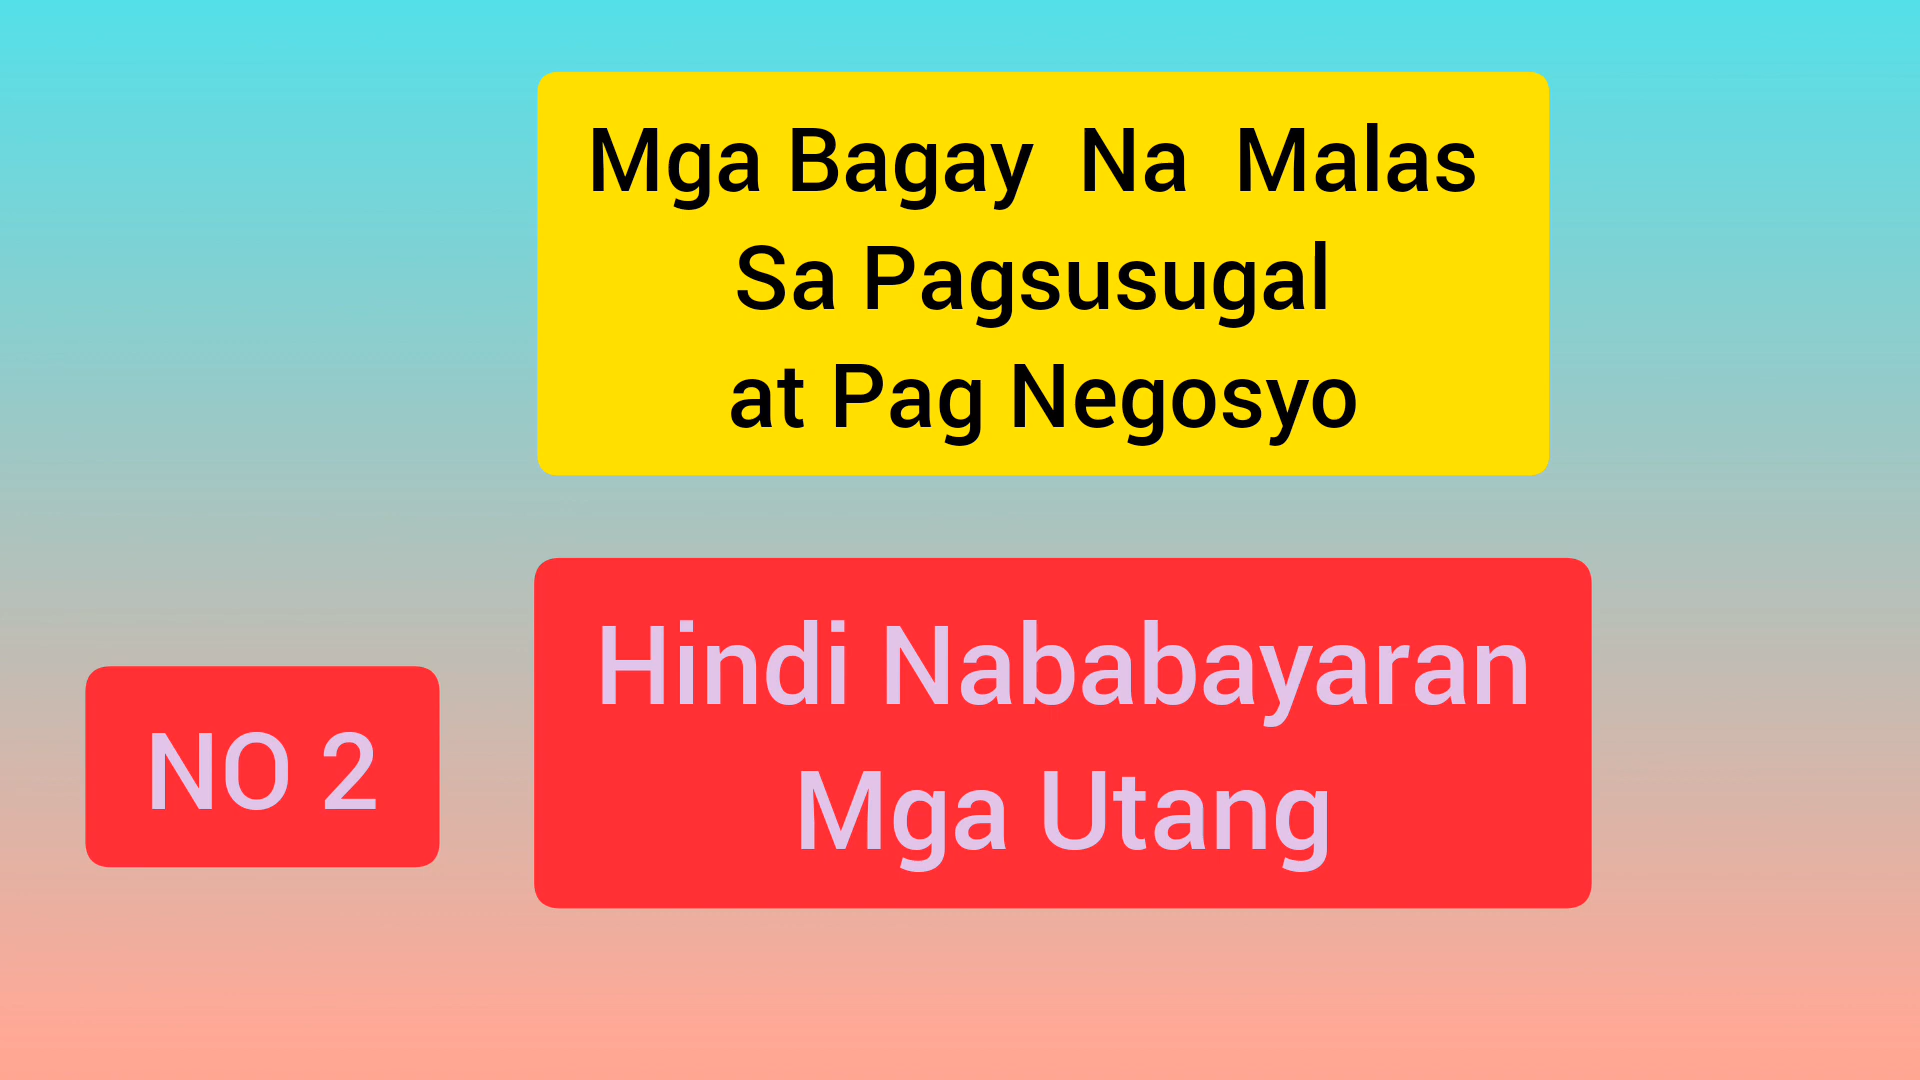 Mga Bagay Na Malas
Sa Pagsusugal
at Pag Negosyo
NO 2
Hindi Nababayaran
Mga Utang